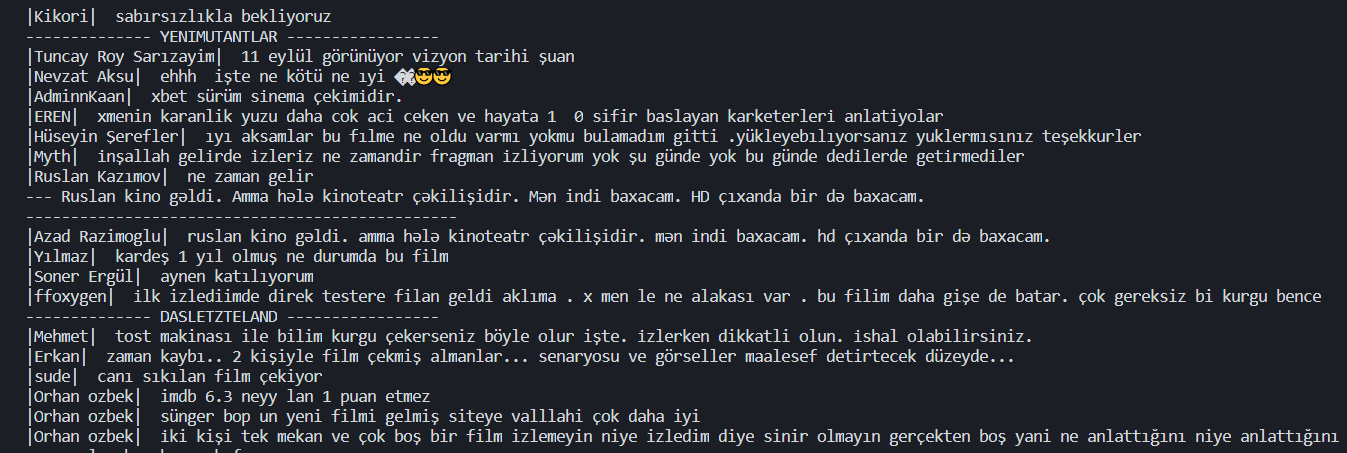 |Kikori|  sabırsızlıkla bekliyoruz
-------------- YENIMUTANTLAR -----------------
|Tuncay Roy Sarızayim|  11 eylül görünüyor vizyon tarihi şuan
|Nevzat Aksu|  ehhh  işte ne kötü ne ıyi 😎😎
|AdminnKaan|  xbet sürüm sinema çekimidir.
|EREN|  xmenin karanlik yuzu daha cok aci ceken ve hayata 1  0 sifir baslayan karketerleri anlatiyolar
|Hüseyin Şerefler|  ıyı aksamlar bu fılme ne oldu varmı yokmu bulamadım gitti .yükleyebılıyorsanız yuklermısınız teşekkurler
|Myth|  inşallah gelirde izleriz ne zamandir fragman izliyorum yok şu günde yok bu günde dedilerde getirmediler
|Ruslan Kazımov|  ne zaman gelir
--- Ruslan kino gəldi. Amma hələ kinoteatr çəkilişidir. Mən indi baxacam. HD çıxanda bir də baxacam.
------------------------------------------------
|Azad Razimoglu|  ruslan kino gəldi. amma hələ kinoteatr çəkilişidir. mən indi baxacam. hd çıxanda bir də baxacam.
|Yılmaz|  kardeş 1 yıl olmuş ne durumda bu film
|Soner Ergül|  aynen katılıyorum
|ffoxygen|  ilk izlediimde direk testere filan geldi aklıma . x men le ne alakası var . bu filim daha gişe de batar. çok gereksiz bi kurgu bence
-------------- DASLETZTELAND -----------------
|Mehmet|  tost makinası ile bilim kurgu çekerseniz böyle olur işte. izlerken dikkatli olun. ishal olabilirsiniz.
|Erkan|  zaman kaybı.. 2 kişiyle film çekmiş almanlar... senaryosu ve görseller maalesef detirtecek düzeyde...
|sude|  canı sıkılan film çekiyor
|Orhan ozbek|  imdb 6.3 neyy lan 1 puan etmez
|Orhan ozbek|  sünger bop un yeni filmi gelmiş siteye valllahi çok daha iyi
|Orhan ozbek|  iki kişi tek mekan ve çok boş bir film izlemeyin niye izledim diye sinir olmayın gerçekten boş yani ne anlattığını niye anlattığını